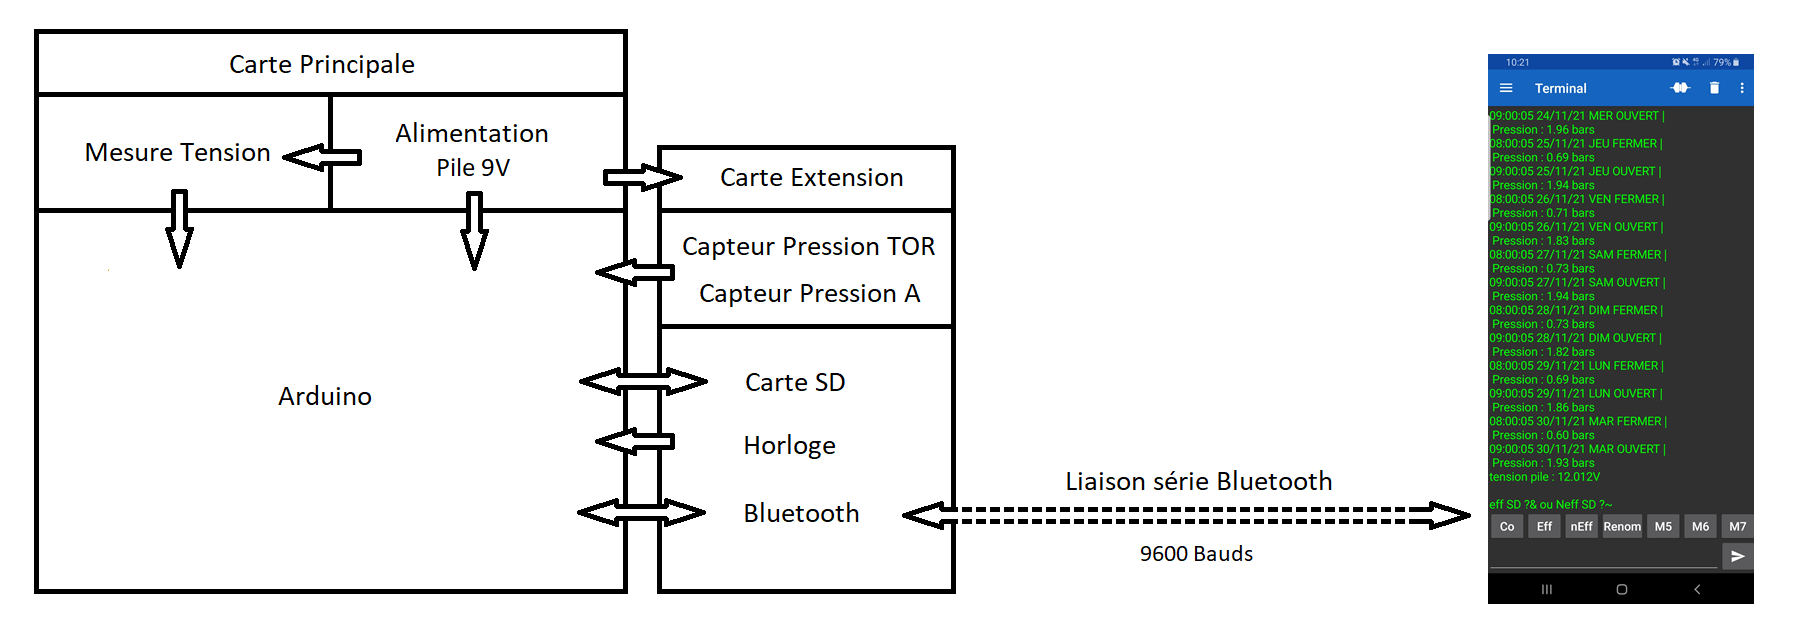 Carte Principale
Mesure Tension
Alimentation
Pile 9V
Arduino
Carte Extension
Capteur Pression TOR
Capteur Pression A
Carte SD
Horloge
Bluetooth
Liaison série Bluetooth
9600 Bauds
10:21
79%
Terminal
09:00:05 24/11/21 MER OUVERT |
Pression : 1.96 bars
08:00:05 25/11/21 JEU FERMER |
Pression : 0.69 bars
09:00:05 25/11/21 JEU OUVERT |
Pression : 1.94 bars
08:00:05 26/11/21 VEN FERMER |
Pression : 0.71 bars
09:00:05 26/11/21 VEN OUVERT |
Pression : 1.83 bars
08:00:05 27/11/21 SAM FERMER |
Pression : 0.73 bars
09:00:05 27/11/21 SAM OUVERT |
Pression : 1.94 bars
08:00:05 28/11/21 DIM FERMER |
Pression : 0.73 bars
09:00:05 28/11/21 DIM OUVERT |
Pression : 1.82 bars
08:00:05 29/11/21 LUN FERMER |
Pression : 0.69 bars
09:00:05 29/11/21 LUN OUVERT |
Pression : 1.86 bars
08:00:05 30/11/21 MAR FERMER |
Pression : 0.60 bars
09:00:05 30/11/21 MAR OUVERT |
Pression : 1.93 bars
tension pile : 12.012V
eff SD ?& ou Neff SD ?~
Co Eff nEff Renom M5 M6 M7